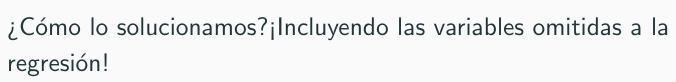 ¿Cómo lo solucionamos?¡Incluyendo las variables omitidas a la
regresión!